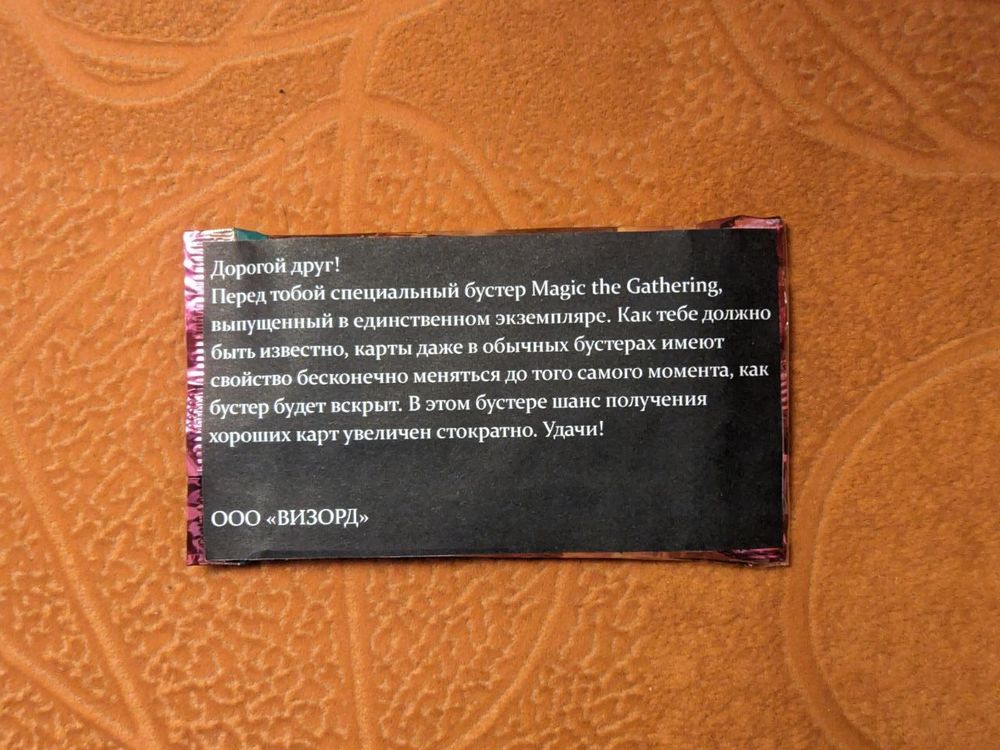 Дорогой друг!
Перед тобой специальный бустер Magic the Gathering,
выпущенный в единственном экземпляре. Как тебе должно
быть известно, карты даже в обычных бустерах имеют
свойство бесконечно меняться до того самого момента, как
бустер будет вскрыт. В этом бустере шанс получения
хороших карт увеличен стократно. Удачи!
ООО «ВИЗОРД»